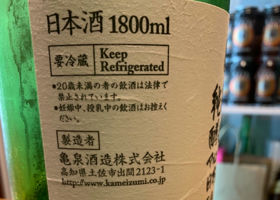 日本酒 1800ml
要冷蔵 Keep Refrigerated
*20歳未満の者の飲酒は法律で
禁止されています。
*妊娠中、授乳中の飲酒はお控えく
ださい。
製造者
亀泉酒造株式会社
高知県土佐市出間2123-1
http://www.kameizumi.co.jp